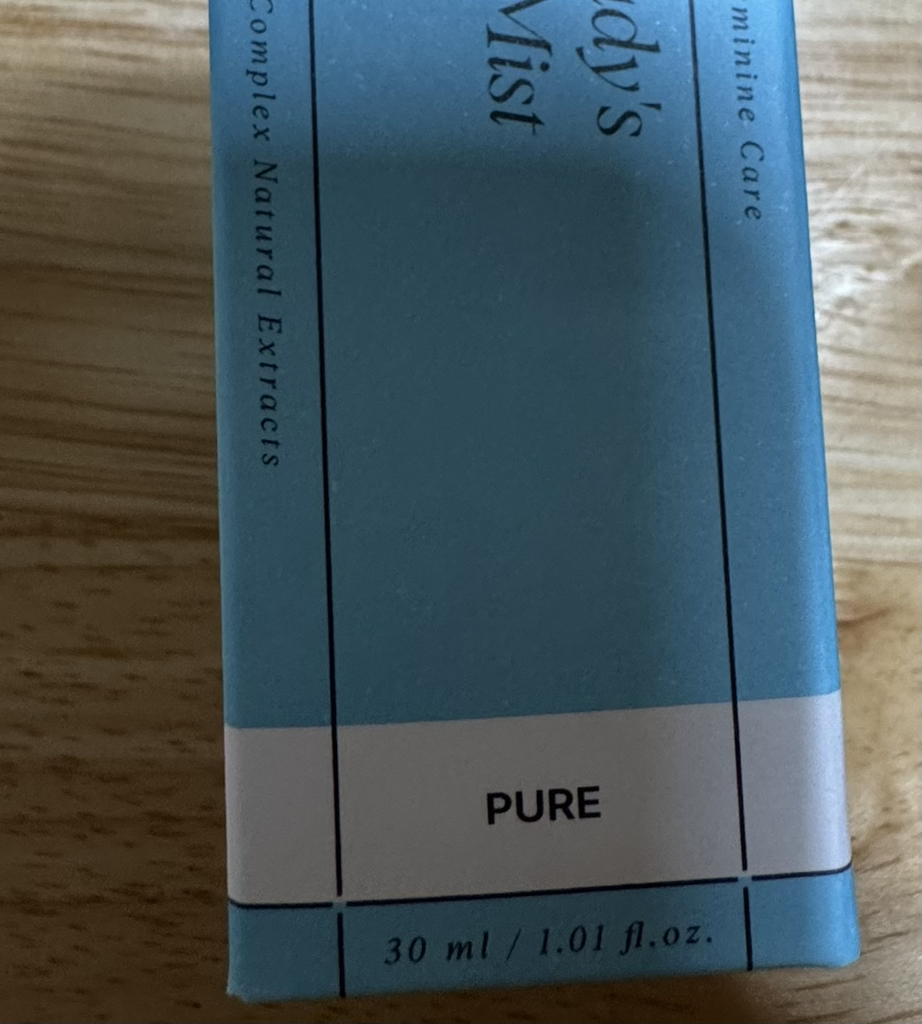 minine Care
dy's
Mist
Complex Natural Extracts
PURE
30 ml / 1.01 fl.oz.